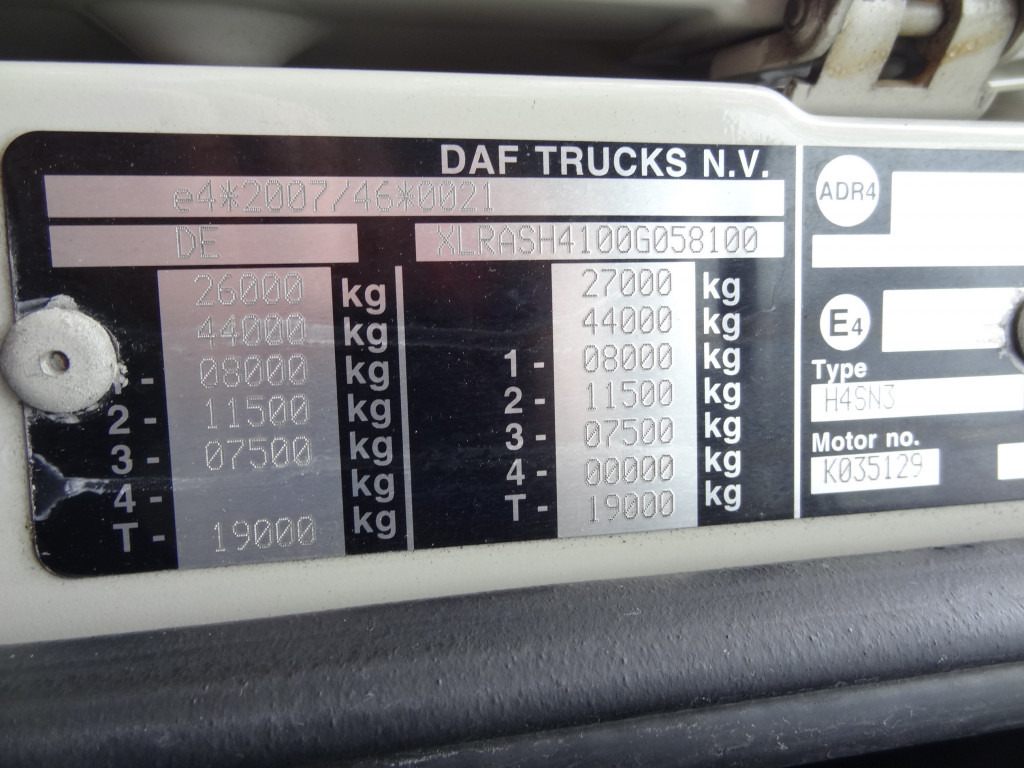 DAF TRUCKS N.V.
e4*2007/46*0021
DE XLRASH4100G058100
26000 kg 27000 kg
44000 kg 44000 kg
1 - 08000 kg 1 - 08000 kg
2 - 11500 kg 2 - 11500 kg
3 - 07500 kg 3 - 07500 kg
4 - kg 4 - 00000 kg
T - 19000 kg T - 19000 kg
ADR4
E4
Type
H4SN3
Motor no.
K035129